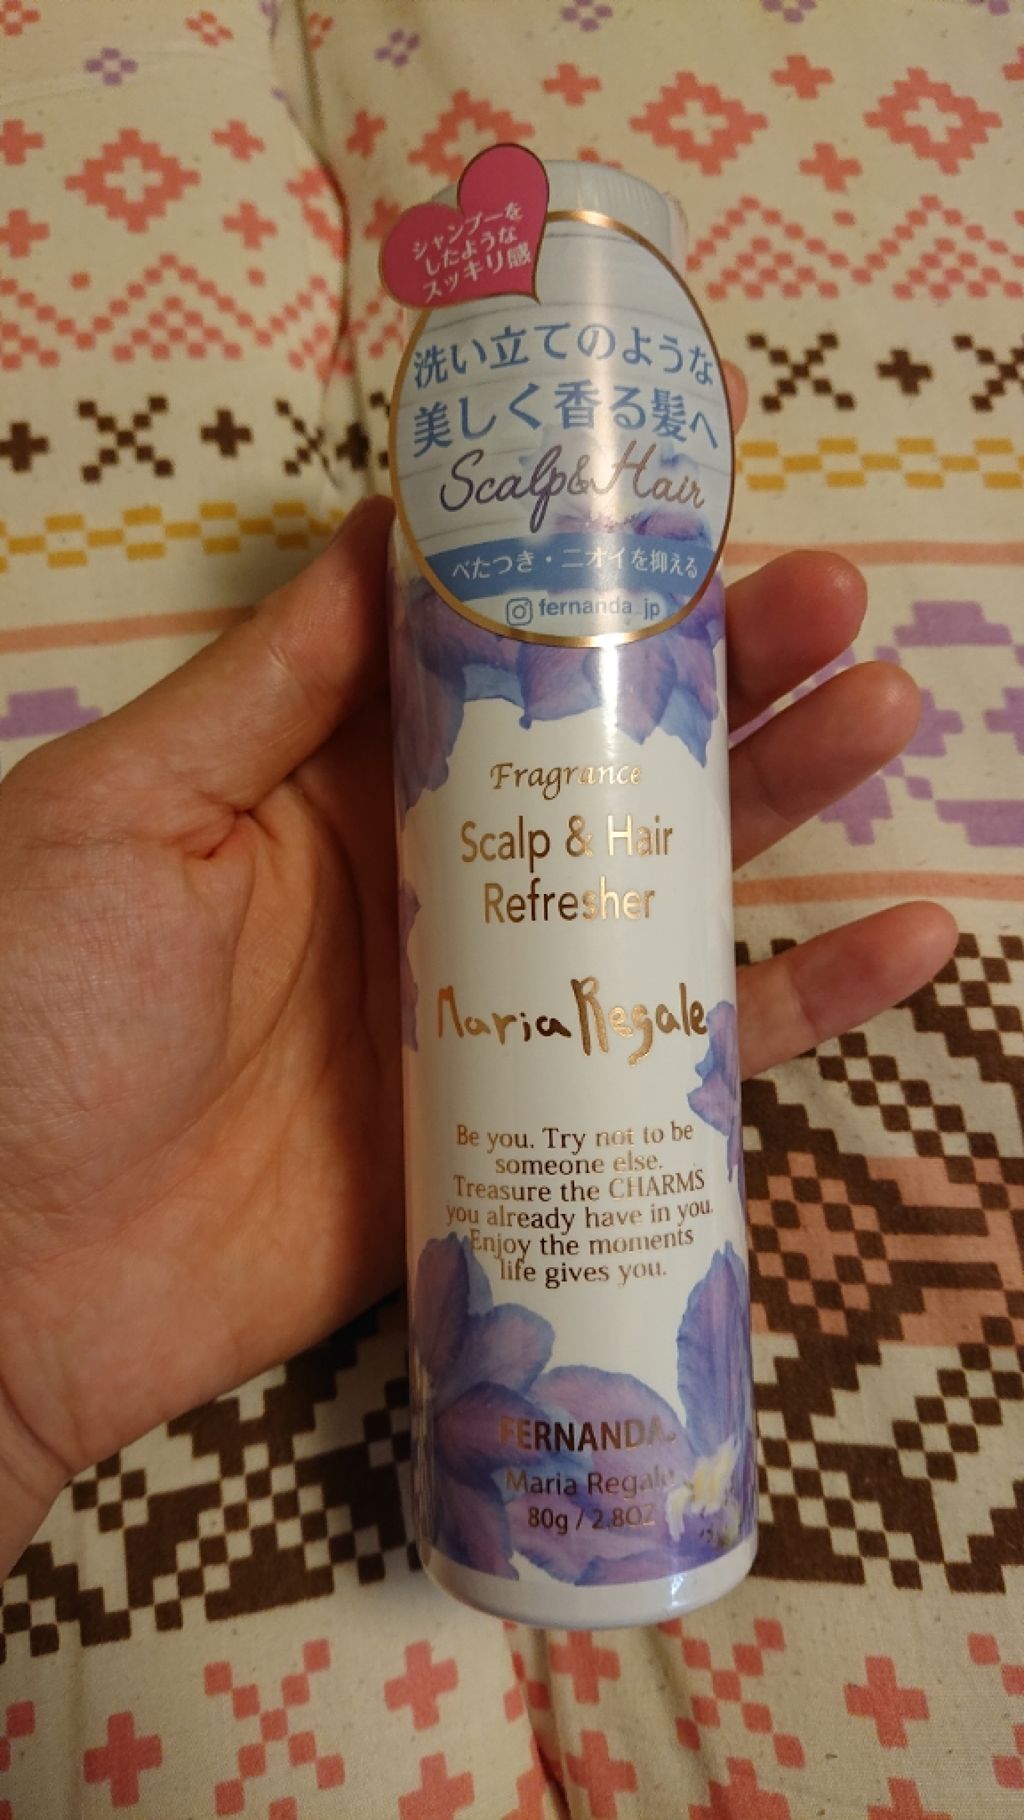 シャンプーを
したような
スッキリ感
洗い立てのような
美しく香る髪へ
Scalp&Hair
べたつき・ニオイを抑える
fernanda_jp
Fragrance
Scalp & Hair
Refresher
Maria Regale
Be you. Try not to be
someone else.
Treasure the CHARMS
you already have in you.
Enjoy the moments
life gives you.
FERNANDA.
Maria Regale
80g / 2.8OZ